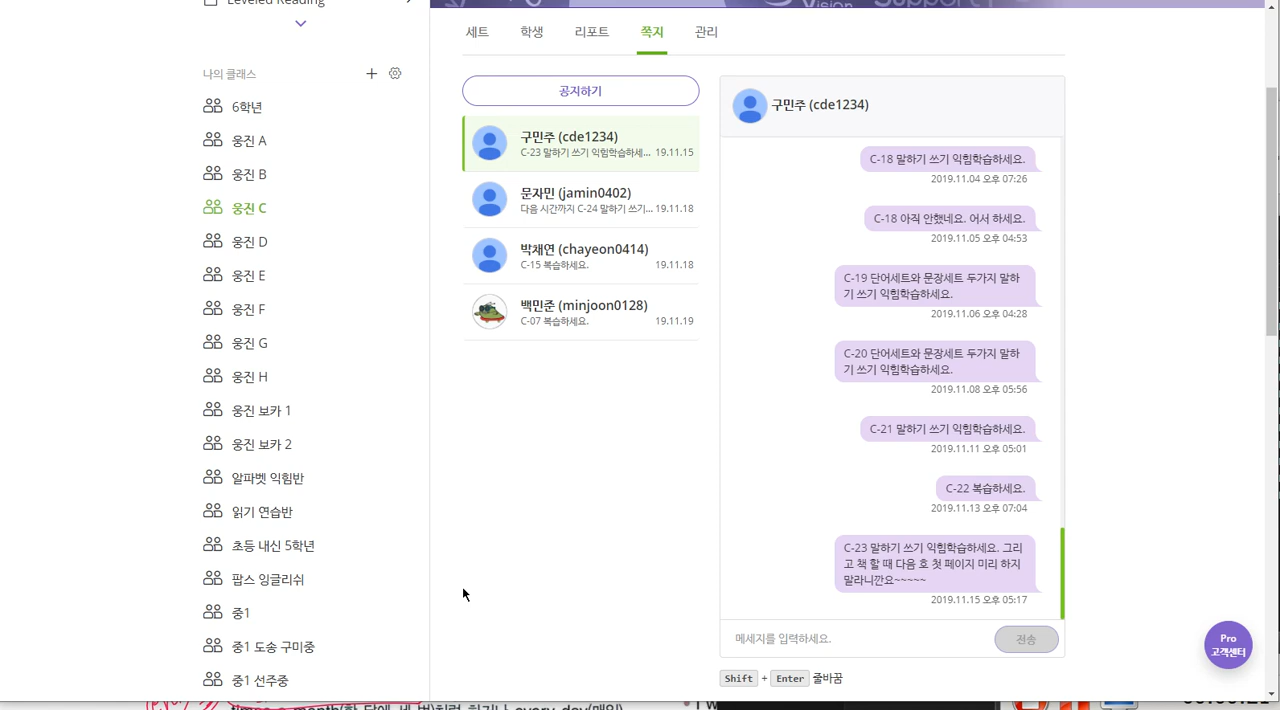 Leveled Reading
Vision
Support
세트 학생 리포트 쪽지 관리
나의 클래스
6학년
웅진 A
웅진 B
웅진 C
웅진 D
웅진 E
웅진 F
웅진 G
웅진 H
웅진 보카 1
웅진 보카 2
알파벳 익힘반
읽기 연습반
초등 내신 5학년
팝스 잉글리쉬
중1
중1 도송 구미중
중1 선주중
공지하기
구민주 (cde1234)
C-23 말하기 쓰기 익힘학습하세... 19.11.15
문자민 (jamin0402)
다음 시간까지 C-24 말하기 쓰기... 19.11.18
박채연 (chayeon0414)
C-15 복습하세요. 19.11.18
백민준 (minjoon0128)
C-07 복습하세요. 19.11.19
구민주 (cde1234)
C-18 말하기 쓰기 익힘학습하세요.
2019.11.04 오후 07:26
C-18 아직 안했네요. 어서 하세요.
2019.11.05 오후 04:53
C-19 단어세트와 문장세트 두가지 말하
기 쓰기 익힘학습하세요.
2019.11.06 오후 04:28
C-20 단어세트와 문장세트 두가지 말하
기 쓰기 익힘학습하세요.
2019.11.08 오후 05:56
C-21 말하기 쓰기 익힘학습하세요.
2019.11.11 오후 05:01
C-22 복습하세요.
2019.11.13 오후 07:04
C-23 말하기 쓰기 익힘학습하세요. 그리
고 책 할 때 다음 호 첫 페이지 미리 하지
말라니깐요~~~~~
2019.11.15 오후 05:17
메세지를 입력하세요. 전송
Shift + Enter 줄바꿈
Pro
고객센터
times a month(한 달에 세 번)처럼 하거나 every day(매일)
I w